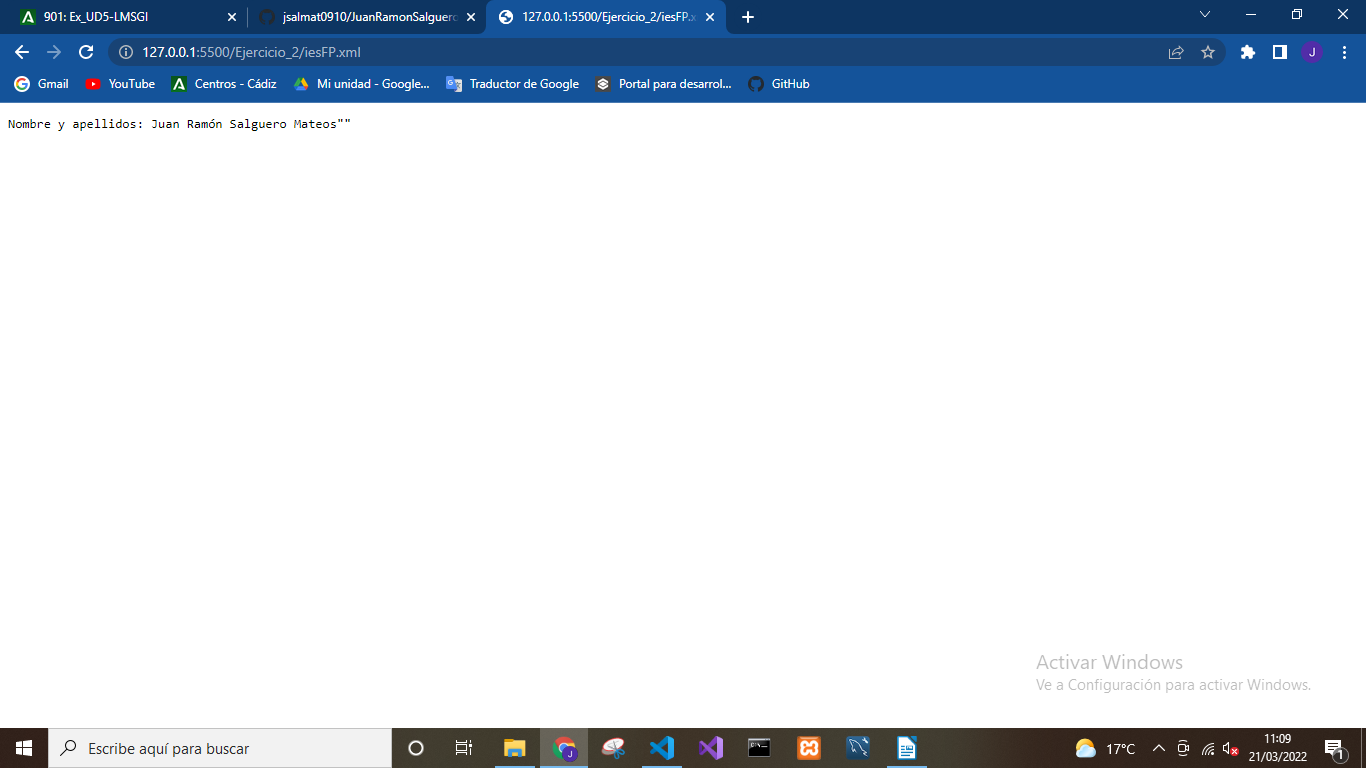 901: Ex_UD5-LMSGI
jsalmat0910/JuanRamonSalguero
127.0.0.1:5500/Ejercicio_2/iesFP.x
127.0.0.1:5500/Ejercicio_2/iesFP.xml
J
Gmail
YouTube
Centros - Cádiz
Mi unidad - Google...
Traductor de Google
Portal para desarrol...
GitHub
Nombre y apellidos: Juan Ramón Salguero Mateos""
Activar Windows
Ve a Configuración para activar Windows.
Escribe aquí para buscar
J
17°C
11:09
21/03/2022
1